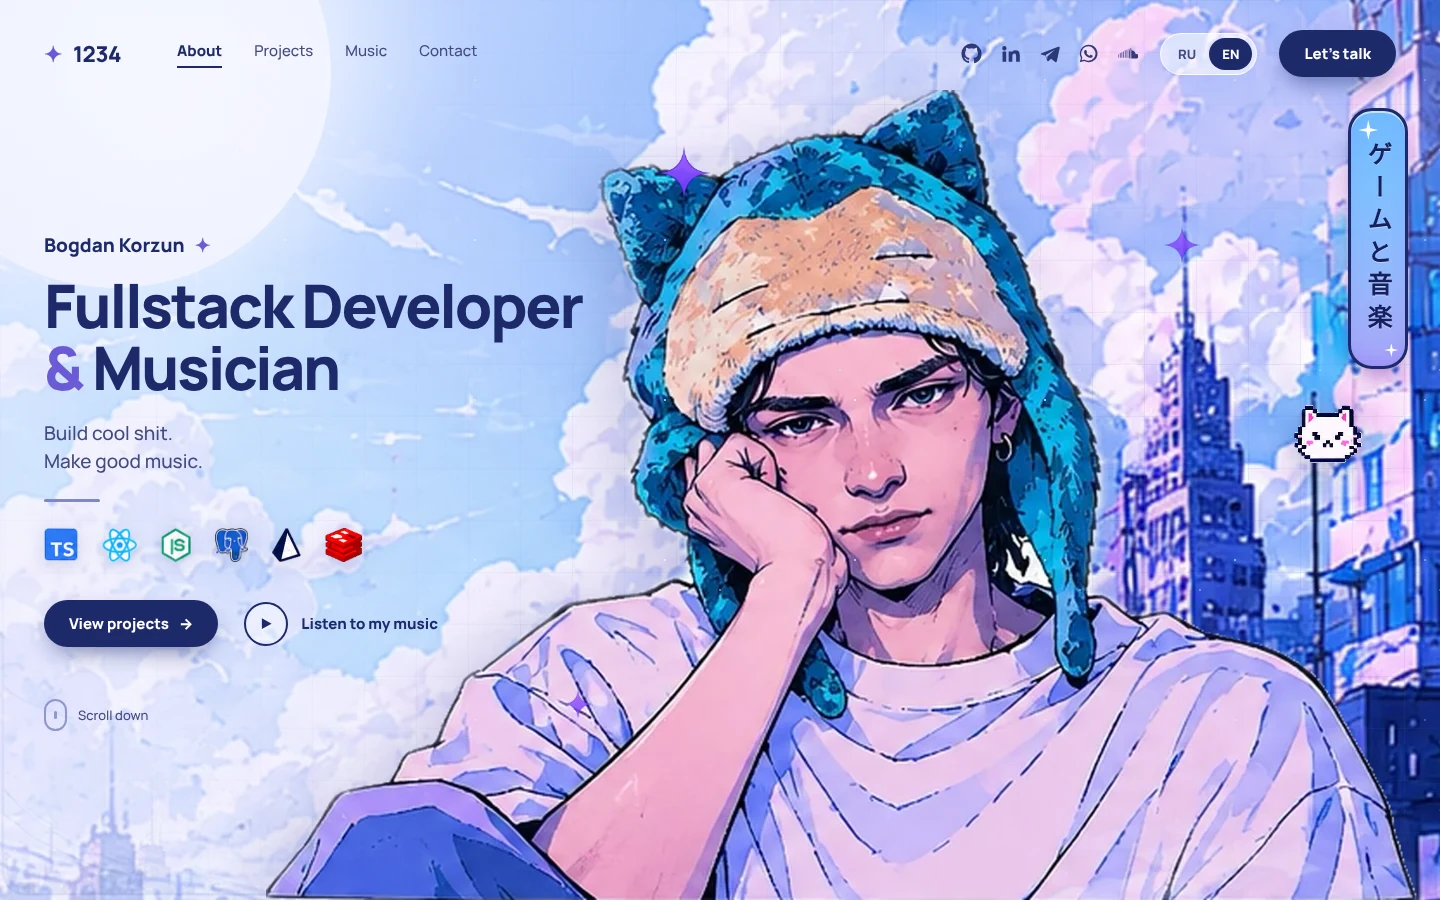 1234
About
Projects
Music
Contact
RU
EN
Let's talk
ゲームと音楽
Bogdan Korzun
Fullstack Developer
& Musician
Build cool shit.
Make good music.
TS
JS
View projects →
Listen to my music
Scroll down